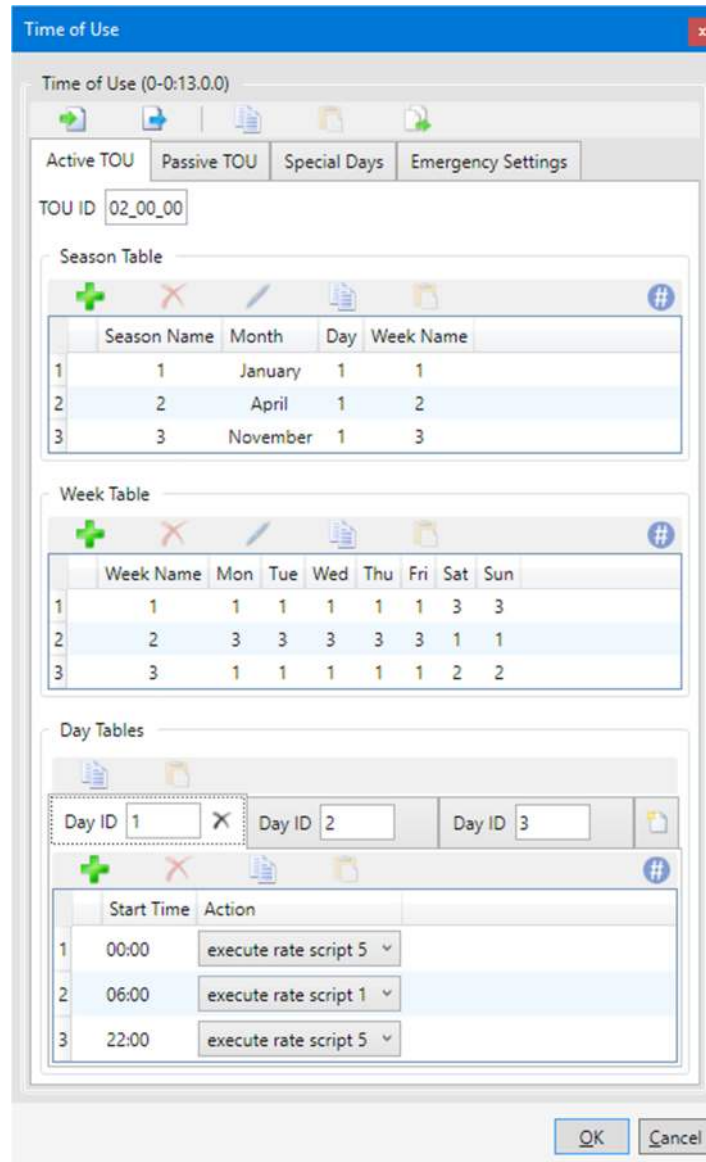 Time of Use
x
Time of Use (0-0:13.0.0)
Active TOU Passive TOU Special Days Emergency Settings
TOU ID 02_00_00
Season Table
#
Season Name Month Day Week Name
1 1 January 1 1
2 2 April 1 2
3 3 November 1 3
Week Table
#
Week Name Mon Tue Wed Thu Fri Sat Sun
1 1 1 1 1 1 1 3 3
2 2 3 3 3 3 3 1 1
3 3 1 1 1 1 1 2 2
Day Tables
Day ID 1 Day ID 2 Day ID 3
#
Start Time Action
1 00:00 execute rate script 5
2 06:00 execute rate script 1
3 22:00 execute rate script 5
OK Cancel